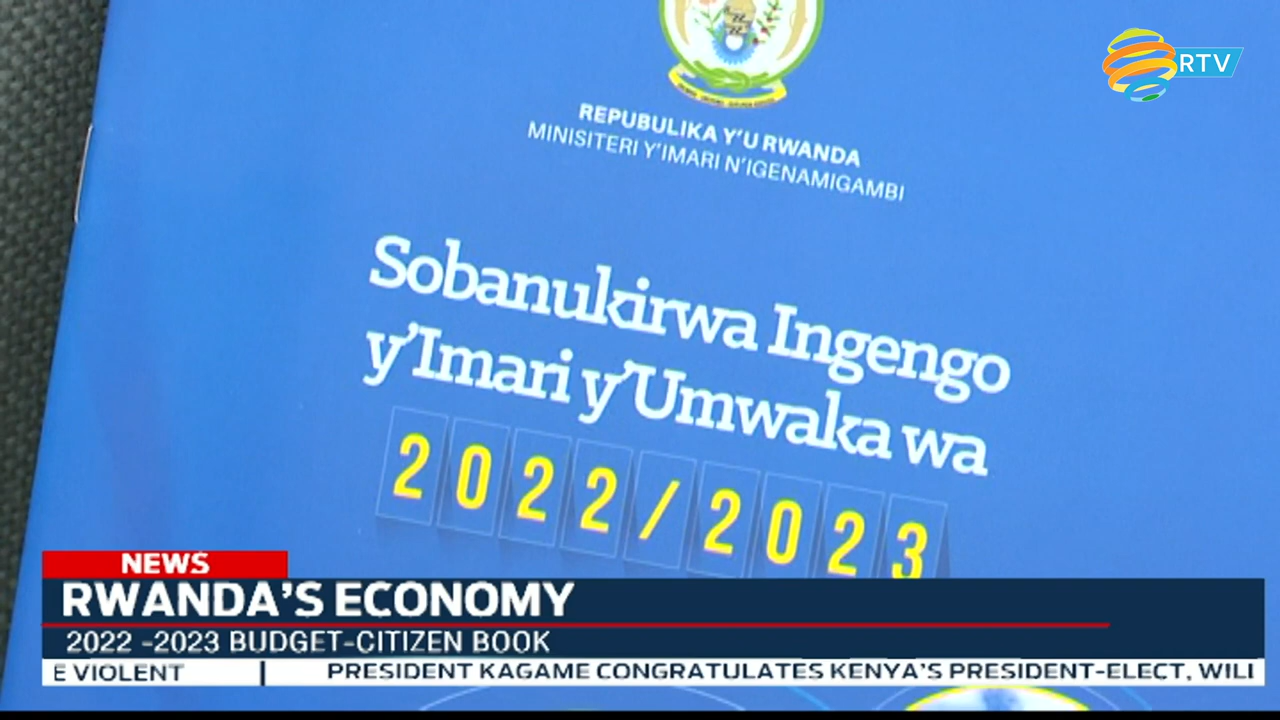 RTV
REPUBULIKA Y'U RWANDA
MINISITERI Y'IMARI N'IGENAMIGAMBI
Sobanukirwa Ingengo
y'Imari y'Umwaka wa
2022/2023
NEWS
RWANDA'S ECONOMY
2022 -2023 BUDGET-CITIZEN BOOK
E VIOLENT | PRESIDENT KAGAME CONGRATULATES KENYA'S PRESIDENT-ELECT, WILI